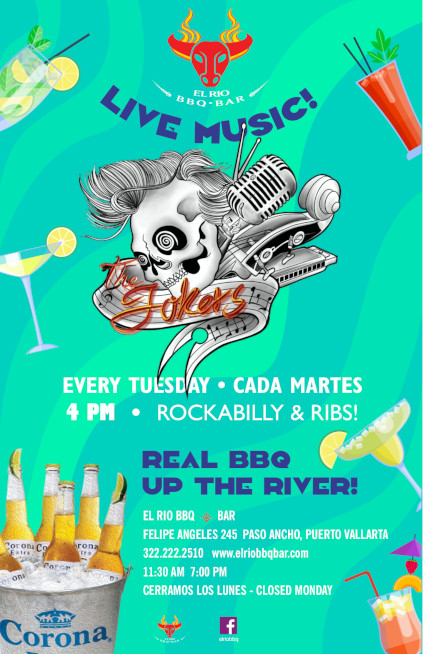 EL RIO
BBQ-BAR
LIVE MUSIC!
The
Jokers
EVERY TUESDAY • CADA MARTES
4 PM • ROCKABILLY & RIBS!
REAL BBQ
UP THE RIVER!
EL RIO BBQ BAR
FELIPE ANGELES 245 PASO ANCHO, PUERTO VALLARTA
322.222.2510 www.elriobbqbar.com
11:30 AM 7:00 PM
CERRAMOS LOS LUNES - CLOSED MONDAY
Corona
Extra
Corona
elriobbq